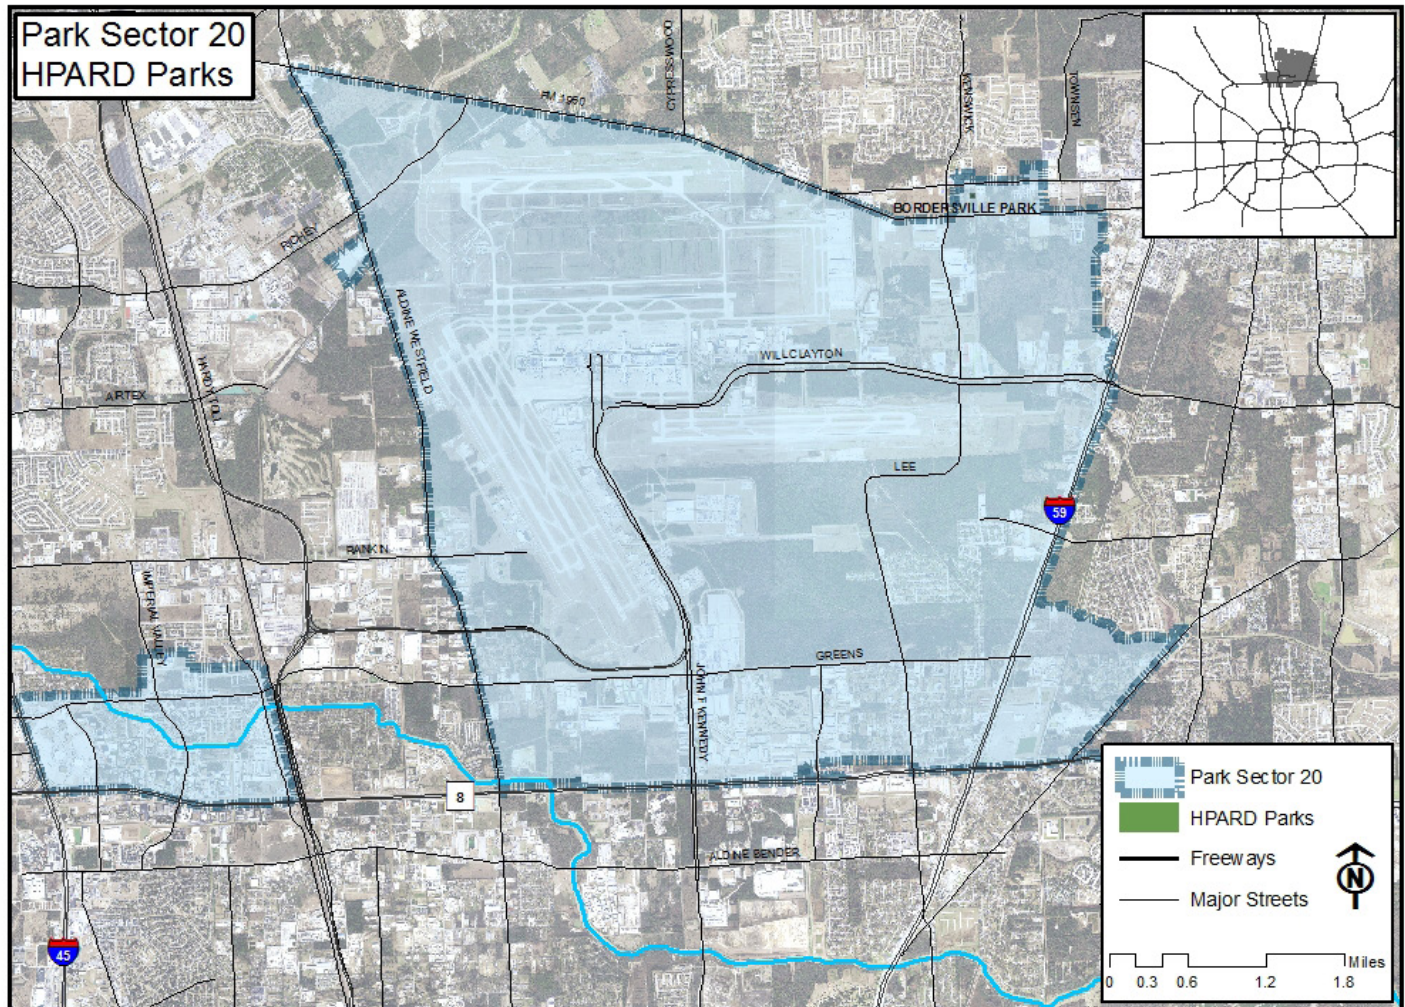 Park Sector 20
HPARD Parks
FM 1960
CYPRESSWOOD
KENSWICK
TOWNSEN
BORDERSVILLE PARK
RICHEY
ALDINE WESTFIELD
HARDY TOLL
ARTEX
WILL CLAYTON
LEE
59
RANKIN
IMPERIAL VALLEY
GREENS
JOHN F KENNEDY
8
ALDINE BENDER
45
Park Sector 20
HPARD Parks
Freeways
Major Streets
N
Miles
0 0.3 0.6 1.2 1.8